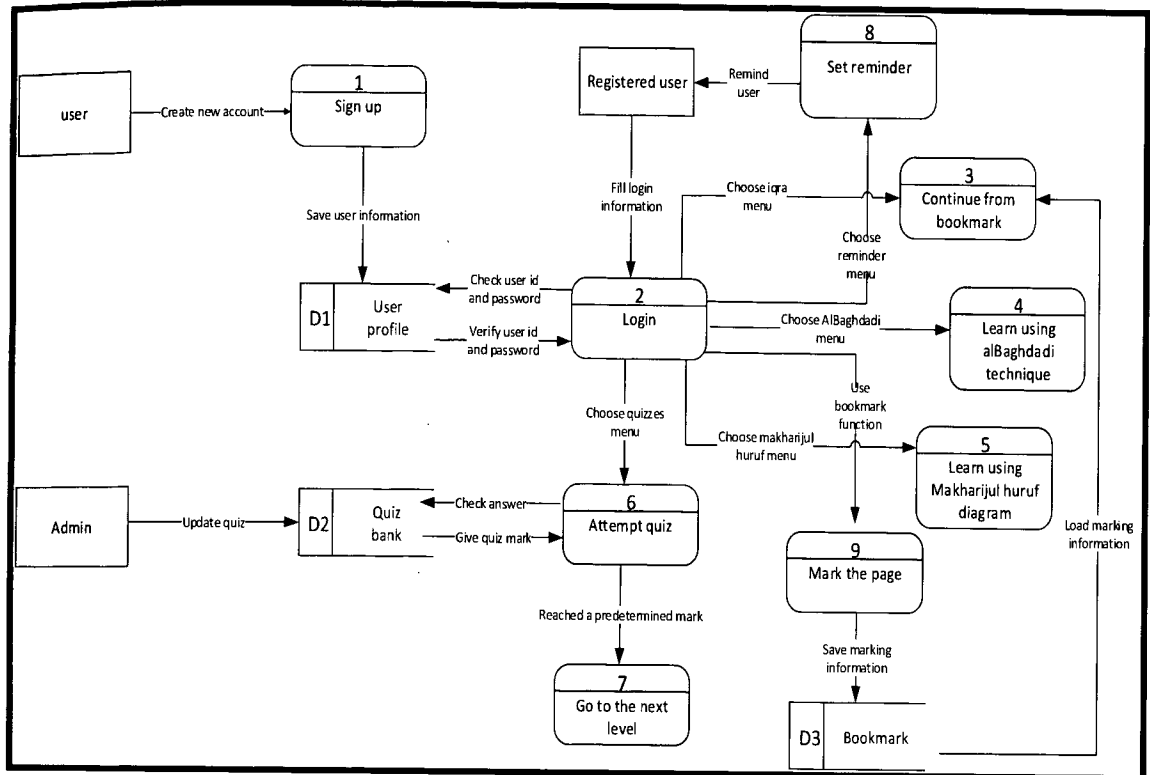 8
Set reminder
Registered user
Remind
user
1
Sign up
user
Create new account
3
Continue from
bookmark
Choose iqra
menu
Fill login
information
Save user information
Choose
reminder
menu
Check user id
and password
2
Login
D1
User
profile
Verify user id
and password
4
Learn using
alBaghdadi
technique
Choose AlBaghdadi
menu
Use
bookmark
function
Choose quizzes
menu
Choose makharijul
huruf menu
5
Learn using
Makharijul huruf
diagram
Admin
Update quiz
D2
Quiz
bank
Check answer
Give quiz mark
6
Attempt quiz
Load marking
information
9
Mark the page
Reached a predetermined mark
Save marking
information
7
Go to the next
level
D3
Bookmark